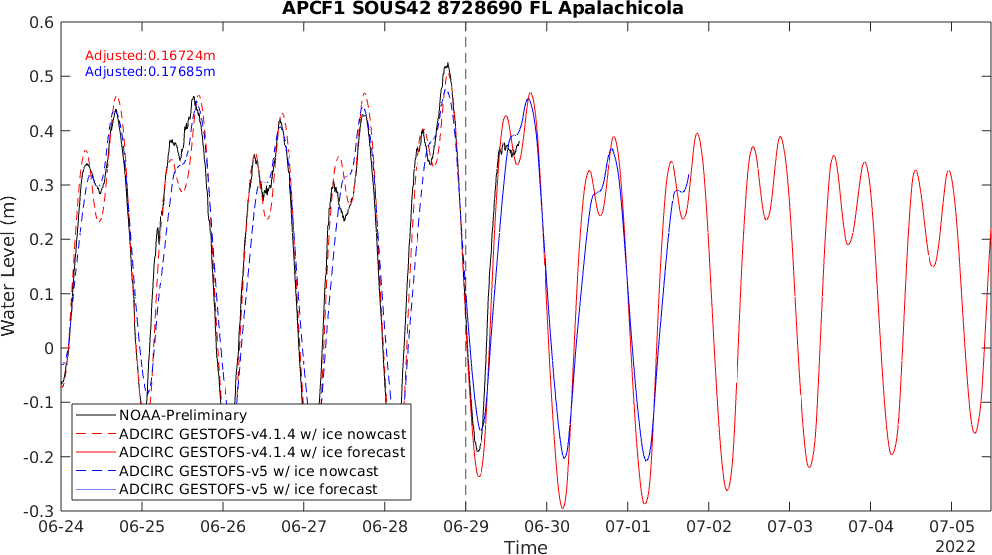 APCF1 SOUS42 8728690 FL Apalachicola
0.6
0.5
0.4
0.3
0.2
0.1
0
-0.1
-0.2
-0.3
Water Level (m)
Adjusted:0.16724m
Adjusted:0.17685m
NOAA-Preliminary
ADCIRC GESTOFS-v4.1.4 w/ ice nowcast
ADCIRC GESTOFS-v4.1.4 w/ ice forecast
ADCIRC GESTOFS-v5 w/ ice nowcast
ADCIRC GESTOFS-v5 w/ ice forecast
06-24 06-25 06-26 06-27 06-28 06-29 06-30 07-01 07-02 07-03 07-04 07-05
Time
2022